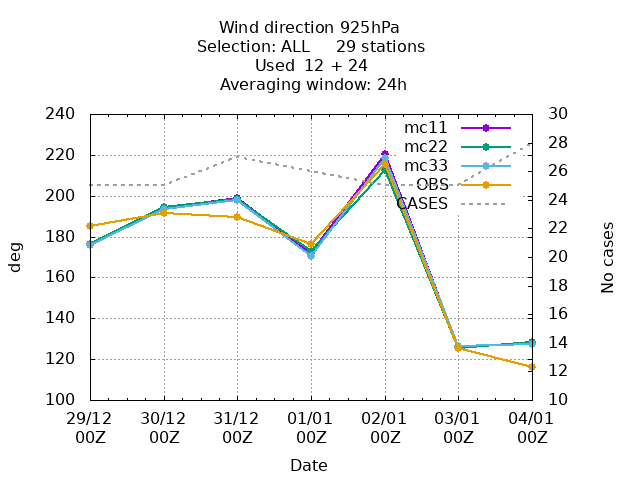 Wind direction 925hPa
Selection: ALL 29 stations
Used 12 + 24
Averaging window: 24h
240
220
200
180
160
140
120
100
deg
30
28
26
24
22
20
18
16
14
12
10
No cases
mc11
mc22
mc33
OBS
CASES
29/12 30/12 31/12 01/01 02/01 03/01 04/01
00Z 00Z 00Z 00Z 00Z 00Z 00Z
Date